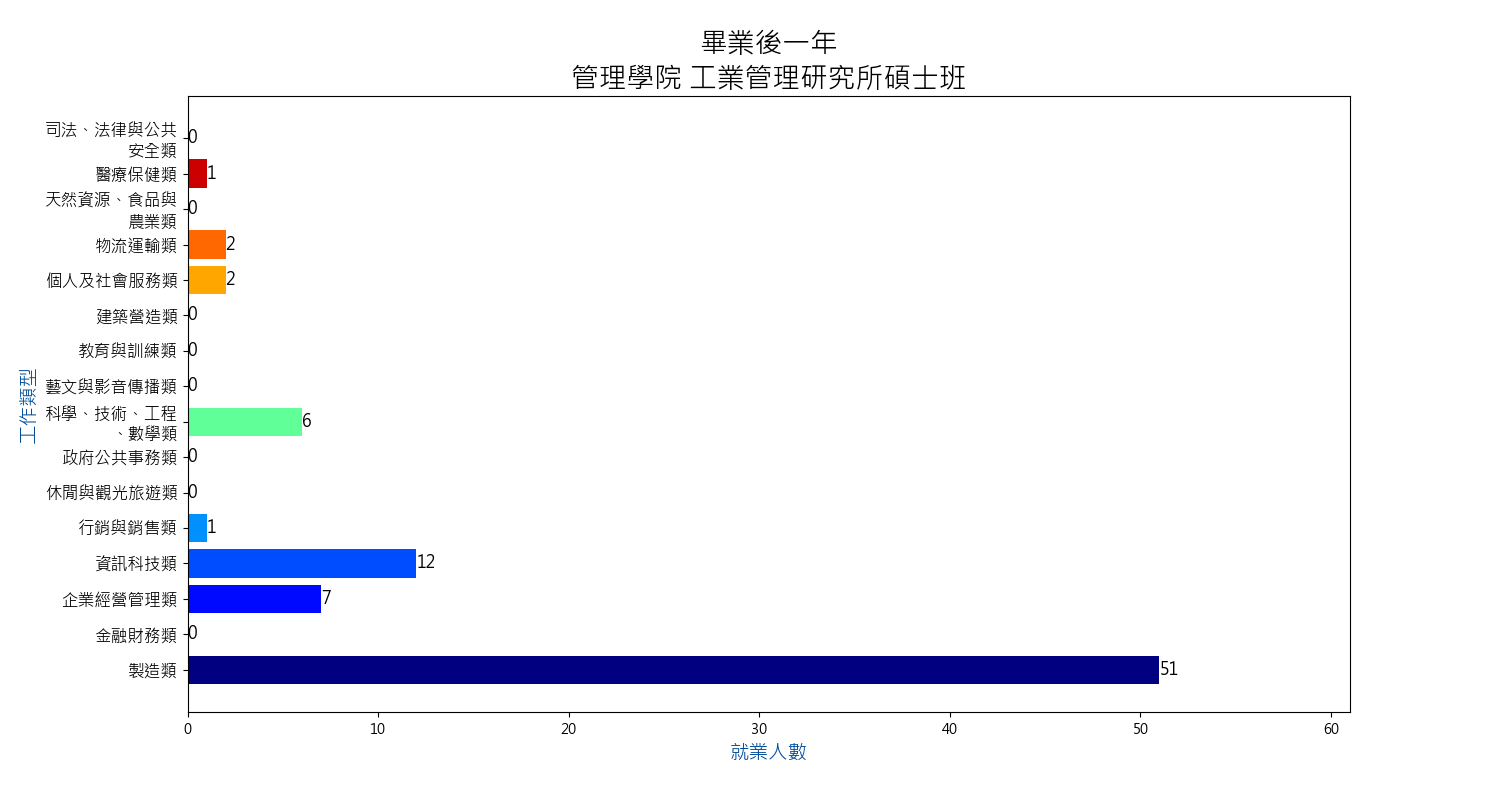 畢業後一年
管理學院 工業管理研究所碩士班
工作類型
司法、法律與公共
安全類
0
醫療保健類
1
天然資源、食品與
農業類
0
物流運輸類
2
個人及社會服務類
2
建築營造類
0
教育與訓練類
0
藝文與影音傳播類
0
科學、技術、工程
、數學類
6
政府公共事務類
0
休閒與觀光旅遊類
0
行銷與銷售類
1
資訊科技類
12
企業經營管理類
7
金融財務類
0
製造類
51
0 10 20 30 40 50 60
就業人數